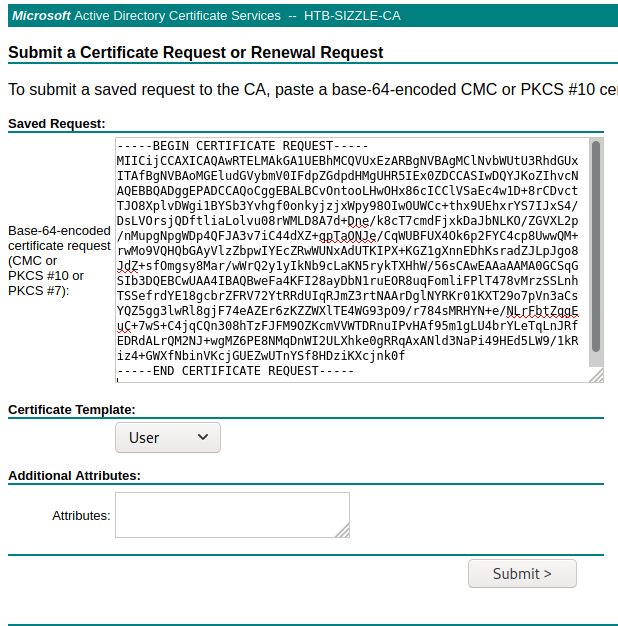 Microsoft Active Directory Certificate Services -- HTB-SIZZLE-CA
Submit a Certificate Request or Renewal Request
To submit a saved request to the CA, paste a base-64-encoded CMC or PKCS #10 cer
Saved Request:
Base-64-encoded
certificate request
(CMC or
PKCS #10 or
PKCS #7):
-----BEGIN CERTIFICATE REQUEST-----
MIICijCCAXICAQAwRTELMAkGA1UEBhMCQVUxEzARBgNVBAgMClNvbWUtU3RhdGUx
ITAfBgNVBAoMGEludGVybmV0IFdpZGdpdHMgUHR5IEx0ZDCCASIwDQYJKoZIhvcN
AQEBBQADggEPADCCAQoCggEBALBCvOntooLHwOHx86cICClVSaEc4w1D+8rCDvct
TJO8XplvDWgi1BYSb3Yvhgf0onkyjzjxWpy98OIwOUWCc+thx9UEhxrYS7IJxS4/
DsLVOrsjQDftliaLolvu08rWMLD8A7d+Dne/k8cT7cmdFjxkDaJbNLKO/ZGVXL2p
/nMupgNpgWDp4QFJA3v7iC44dXZ+qpTaONJe/CqWUBFUX4Ok6p2FYC4cp8UwwQM+
rwMo9VQHQbGAyVlzZbpwIYEcZRwWUNxAdUTKIPX+KGZ1gXnnEDhKsradZJLpJgo8
JdZ+sfOmgsy8Mar/wWrQ2y1yIkNb9cLaKN5rykTXHhW/56sCAwEAAaAAMA0GCSqG
SIb3DQEBCwUAA4IBAQBweFa4KFI28ayDbN1ruEOR8uqFomliFPlT478vMrzSSLnh
TSSefrdYE18gcbrZFRV72YtRRdUIqRJmZ3rtNAArDglNYRKr01KXT29o7pVn3aCs
YQZ5gg3lwRl8gjF74eAZEr6zKZZWXlTE4WG93pO9/r784sMRHYN+e/NLrFbtZqgE
uC+7wS+C4jqCQn308hTzFJFM9OZKcmVVWTDRnuIPvHAf95m1gLU4brYLeTqLnJRf
EDRdALrQM2NJ+wgMZ6PE8NMqDnWI2ULXhke0gRRqAxANld3NaPi49HEd5LW9/1kR
iz4+GWXfNbinVKcjGUEZwUTnYSf8HDziKXcjnk0f
-----END CERTIFICATE REQUEST-----
Certificate Template:
User
Additional Attributes:
Attributes:
Submit >